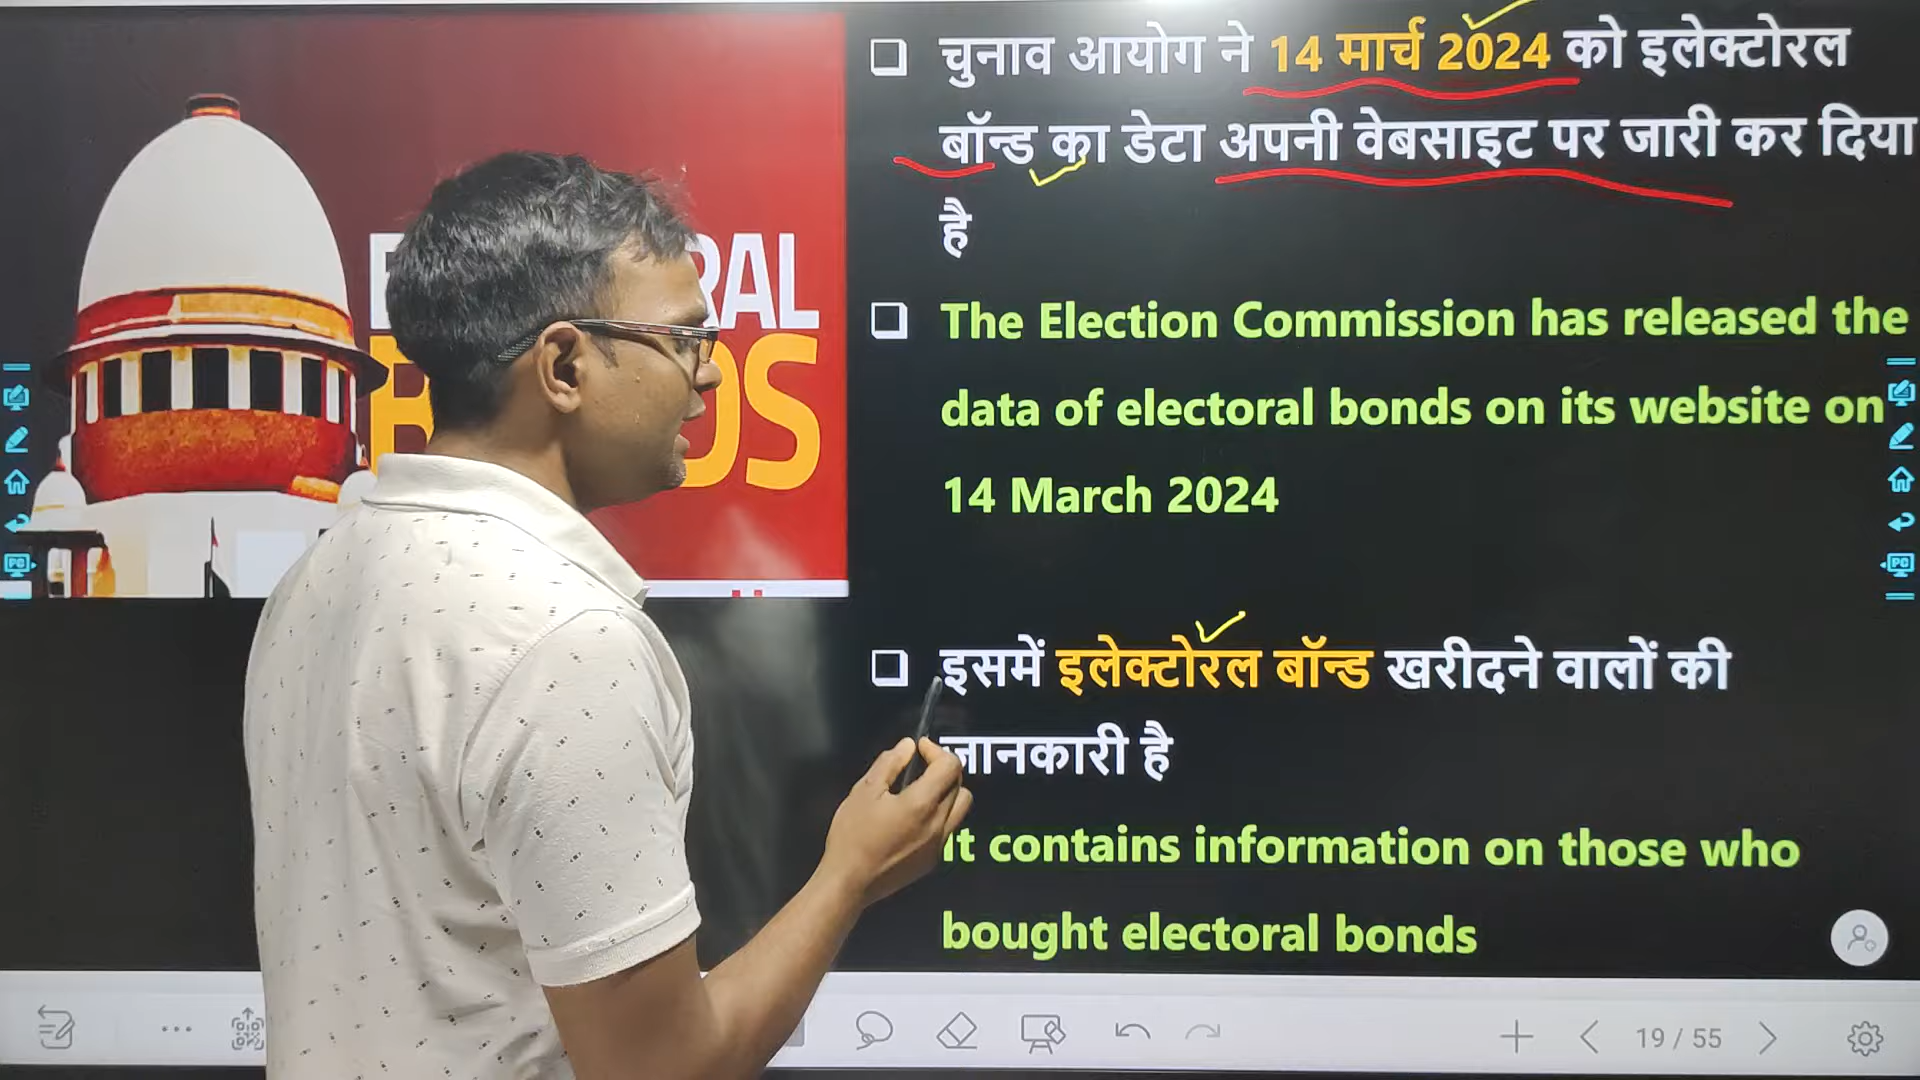 RAL
DS
चुनाव आयोग ने 14 मार्च 2024 को इलेक्टोरल
बॉन्ड का डेटा अपनी वेबसाइट पर जारी कर दिया
है
The Election Commission has released the
data of electoral bonds on its website on
14 March 2024
इसमें इलेक्टोरल बॉन्ड खरीदने वालों की
जानकारी है
It contains information on those who
bought electoral bonds
19 / 55